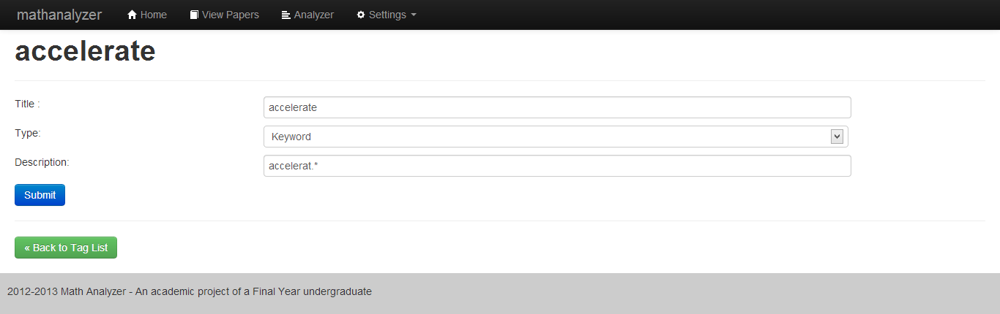 mathanalyzer Home View Papers Analyzer Settings
accelerate
Title : accelerate
Type: Keyword
Description: accelerat.*
Submit
« Back to Tag List
2012-2013 Math Analyzer - An academic project of a Final Year undergraduate